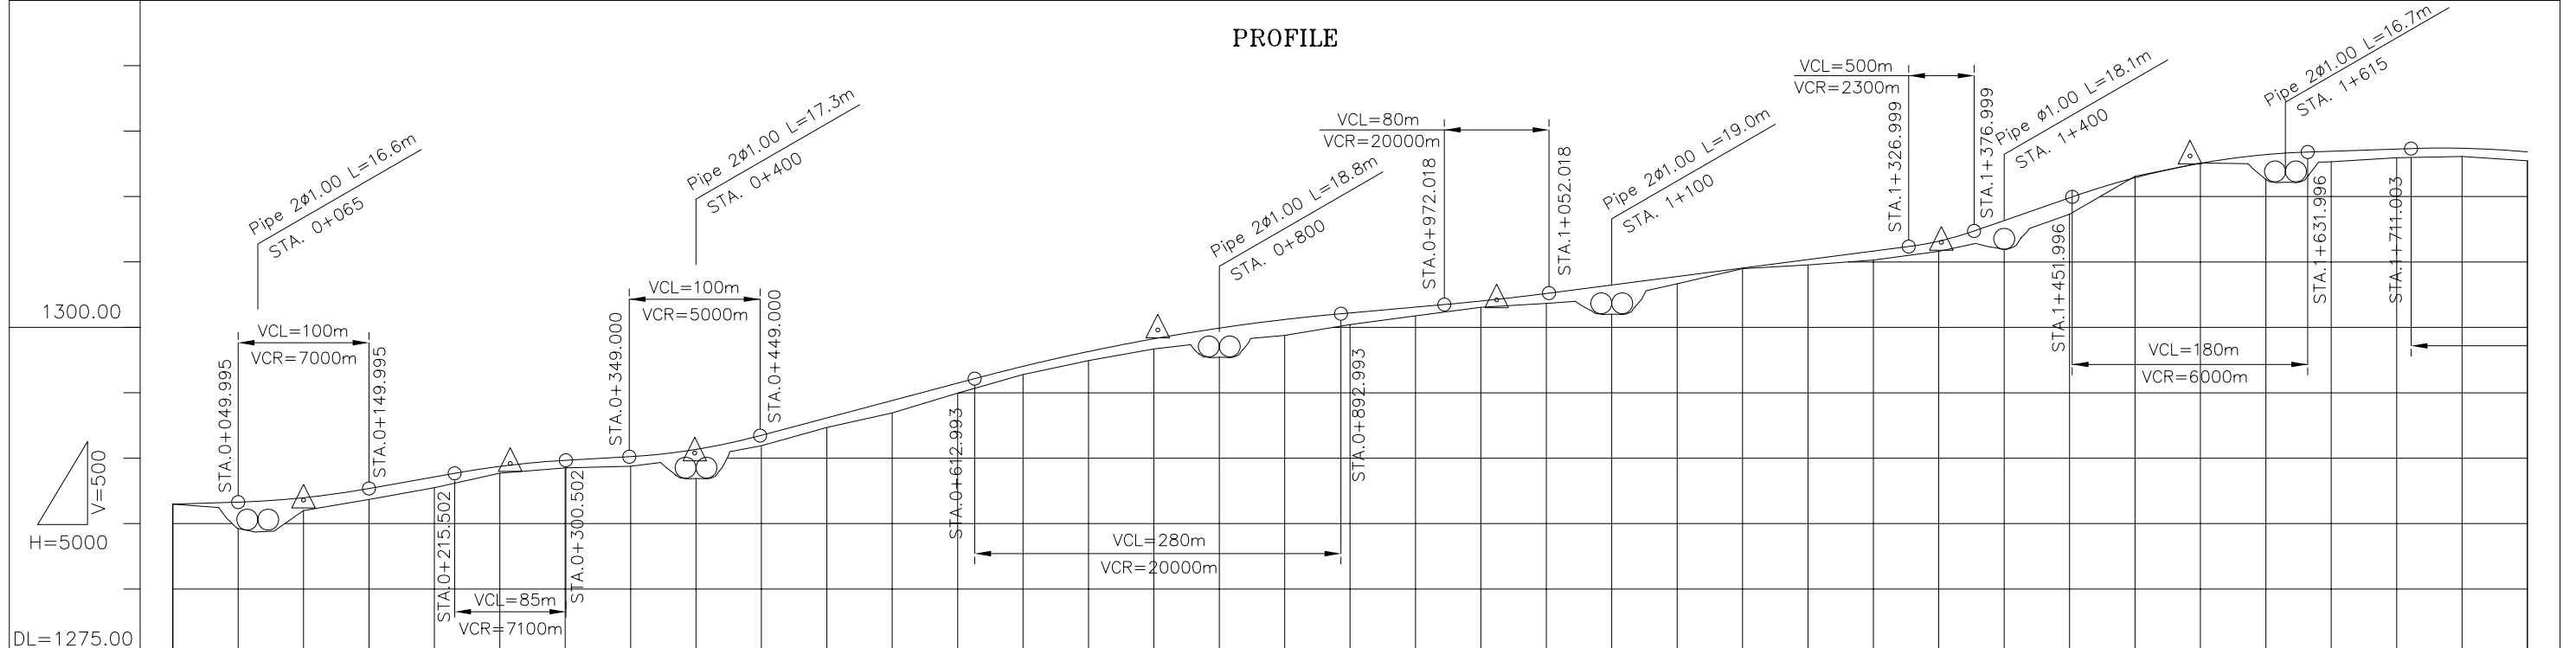 PROFILE
Pipe 2ø1.00 L=16.6m
STA. 0+065
Pipe 2ø1.00 L=17.3m
STA. 0+400
Pipe 2ø1.00 L=18.8m
STA. 0+800
Pipe 2ø1.00 L=19.0m
STA. 1+100
Pipe ø1.00 L=18.1m
STA. 1+400
Pipe 2ø1.00 L=16.7m
STA. 1+615
1300.00
DL=1275.00
V=500
H=5000
STA.0+049.995
VCL=100m
VCR=7000m
STA.0+149.995
STA.0+215.502
VCL=85m
VCR=7100m
STA.0+300.502
STA.0+349.000
VCL=100m
VCR=5000m
STA.0+449.000
STA.0+612.993
VCL=280m
VCR=20000m
STA.0+892.993
STA.0+972.018
VCL=80m
VCR=20000m
STA.1+052.018
STA.1+326.999
VCL=500m
VCR=2300m
STA.1+376.999
STA.1+451.996
VCL=180m
VCR=6000m
STA.1+631.996
STA.1+711.003